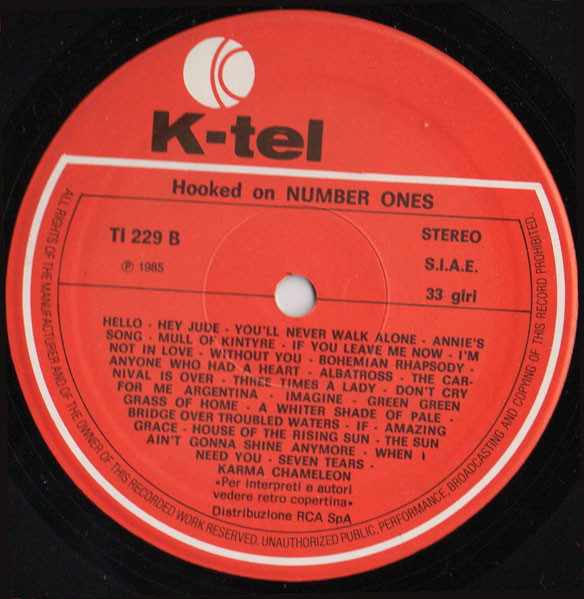 K-tel
Hooked on NUMBER ONES
TI 229 B
STEREO
℗ 1985
S.I.A.E.
33 giri
HELLO - HEY JUDE - YOU'LL NEVER WALK ALONE - ANNIE'S
SONG - MULL OF KINTYRE - IF YOU LEAVE ME NOW - I'M
NOT IN LOVE - WITHOUT YOU - BOHEMIAN RHAPSODY -
ANYONE WHO HAD A HEART - ALBATROSS - THE CAR-
NIVAL IS OVER - THREE TIMES A LADY - DON'T CRY
FOR ME ARGENTINA - IMAGINE - GREEN GREEN
GRASS OF HOME - A WHITER SHADE OF PALE -
BRIDGE OVER TROUBLED WATERS - IF - AMAZING
GRACE - HOUSE OF THE RISING SUN - THE SUN
AIN'T GONNA SHINE ANYMORE - WHEN I
NEED YOU - SEVEN TEARS -
KARMA CHAMELEON
«Per interpreti e autori
vedere retro copertina»
Distribuzione RCA SpA
ALL RIGHTS OF THE MANUFACTURER AND OF THE OWNER OF THIS RECORDED WORK RESERVED. UNAUTHORIZED PUBLIC, PERFORMANCE, BROADCASTING AND COPYING OF THIS RECORD PROHIBITED.